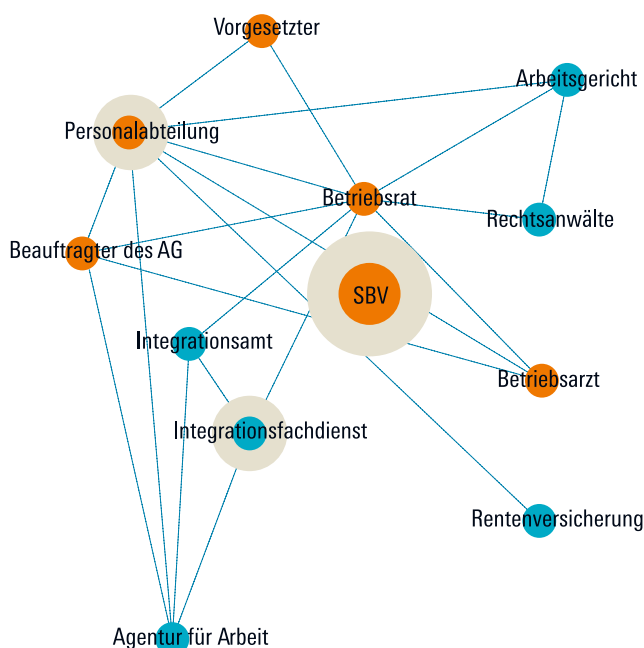 Vorgesetzter
Arbeitsgericht
Personalabteilung
Betriebsrat
Rechtsanwälte
Beauftragter des AG
SBV
Integrationsamt
Betriebsarzt
Integrationsfachdienst
Rentenversicherung
Agentur für Arbeit